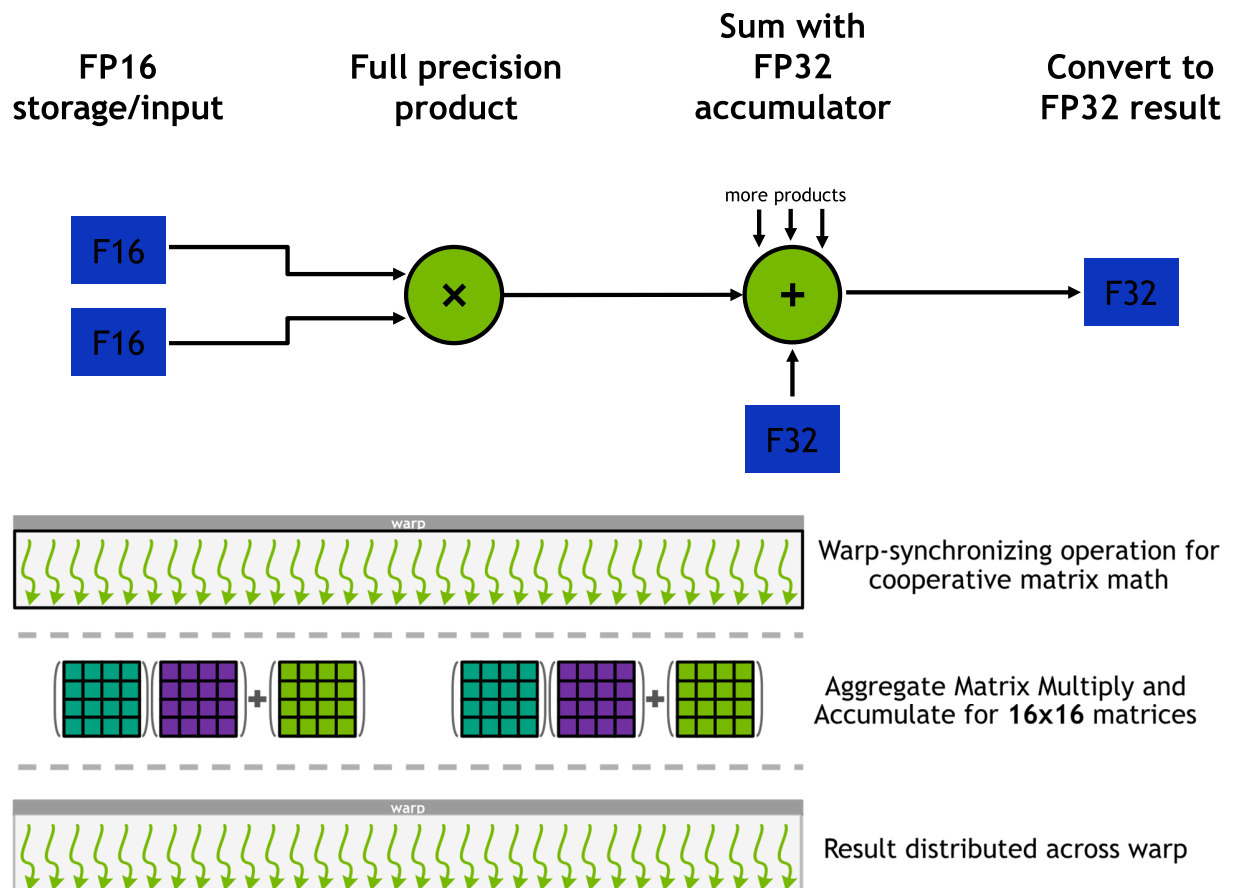 FP16
storage/input
Full precision
product
Sum with
FP32
accumulator
Convert to
FP32 result
more products
F16
F16
×
+
F32
F32
warp
Warp-synchronizing operation for
cooperative matrix math
+
+
Aggregate Matrix Multiply and
Accumulate for 16x16 matrices
warp
Result distributed across warp